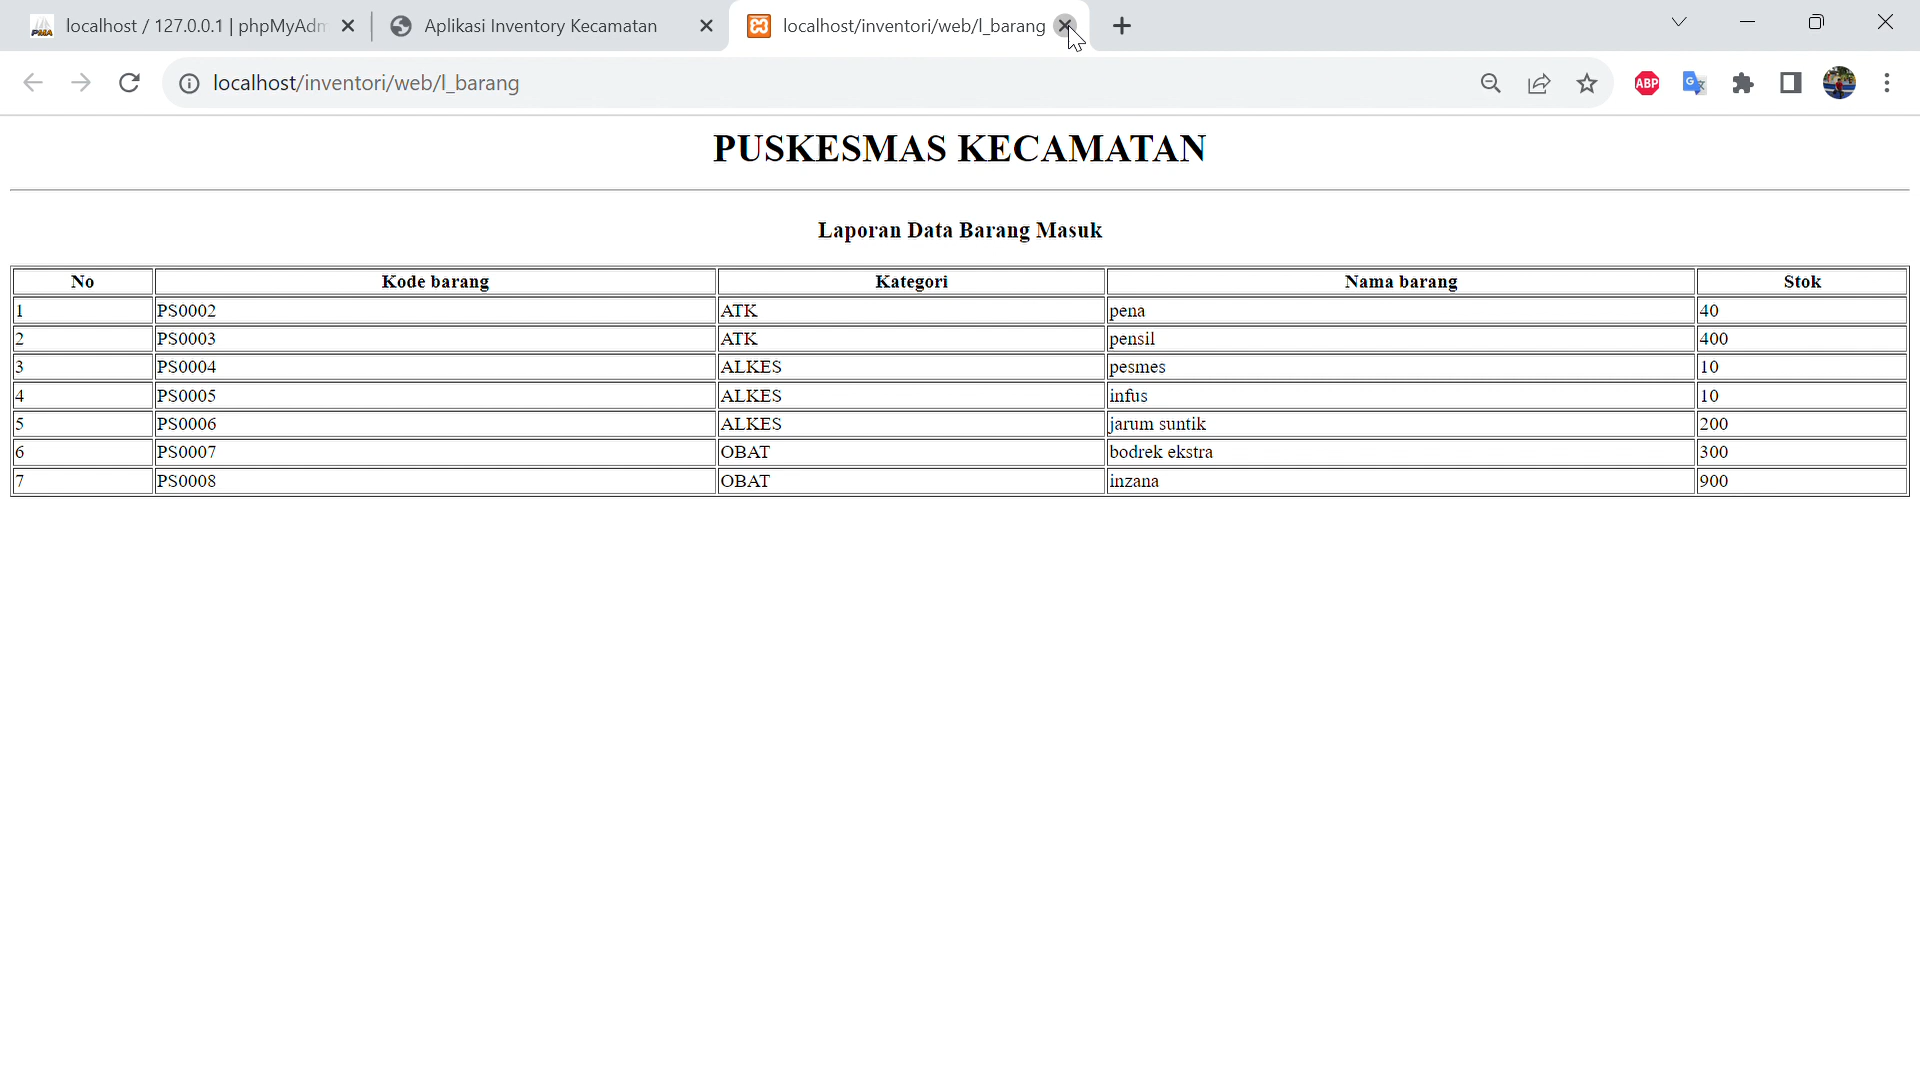 localhost / 127.0.0.1 | phpMyAdm
Aplikasi Inventory Kecamatan
localhost/inventori/web/l_barang
localhost/inventori/web/l_barang
ABP
PUSKESMAS KECAMATAN
Laporan Data Barang Masuk
No Kode barang Kategori Nama barang Stok
1 PS0002 ATK pena 40
2 PS0003 ATK pensil 400
3 PS0004 ALKES pesmes 10
4 PS0005 ALKES infus 10
5 PS0006 ALKES jarum suntik 200
6 PS0007 OBAT bodrek ekstra 300
7 PS0008 OBAT inzana 900